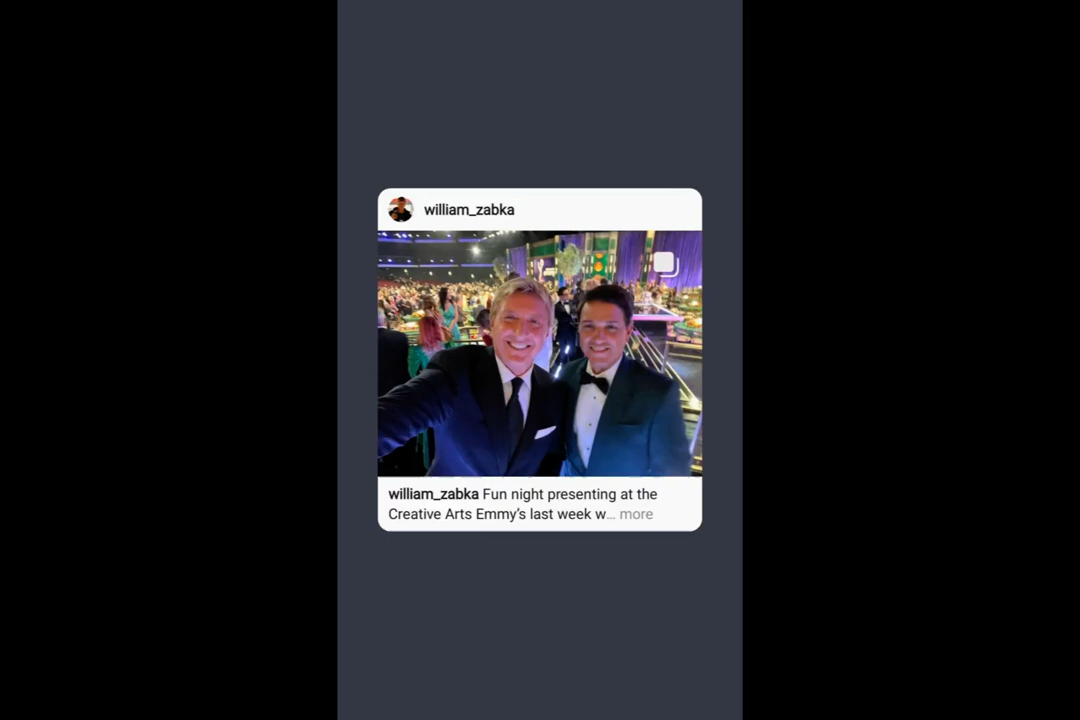 william_zabka
william_zabka Fun night presenting at the
Creative Arts Emmy's last week w... more